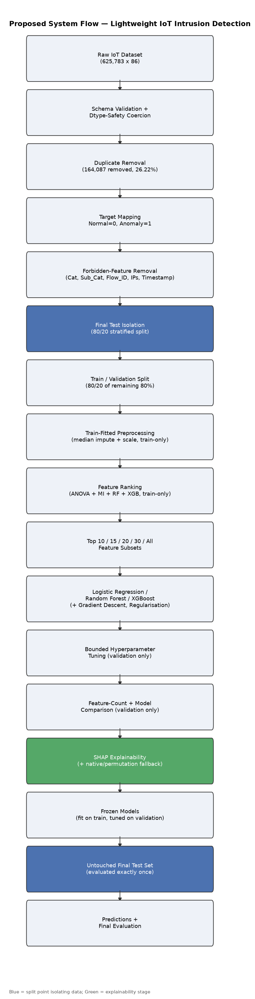 Proposed System Flow — Lightweight IoT Intrusion Detection
Raw IoT Dataset
(625,783 x 86)
Schema Validation +
Dtype-Safety Coercion
Duplicate Removal
(164,087 removed, 26.22%)
Target Mapping
Normal=0, Anomaly=1
Forbidden-Feature Removal
(Cat, Sub_Cat, Flow_ID, IPs, Timestamp)
Final Test Isolation
(80/20 stratified split)
Train / Validation Split
(80/20 of remaining 80%)
Train-Fitted Preprocessing
(median impute + scale, train-only)
Feature Ranking
(ANOVA + MI + RF + XGB, train-only)
Top 10 / 15 / 20 / 30 / All
Feature Subsets
Logistic Regression /
Random Forest / XGBoost
(+ Gradient Descent, Regularisation)
Bounded Hyperparameter
Tuning (validation only)
Feature-Count + Model
Comparison (validation only)
SHAP Explainability
(+ native/permutation fallback)
Frozen Models
(fit on train, tuned on validation)
Untouched Final Test Set
(evaluated exactly once)
Predictions +
Final Evaluation
Blue = split point isolating data; Green = explainability stage